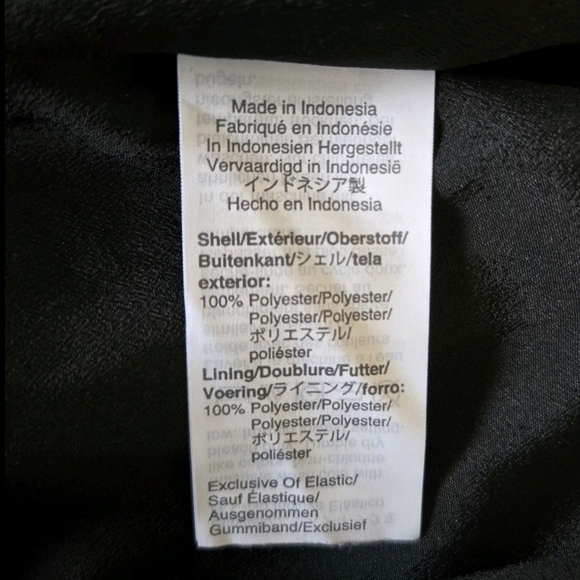 Made in Indonesia
Fabriqué en Indonésie
In Indonesien Hergestellt
Vervaardigd in Indonesië
インドネシア製
Hecho en Indonesia
Shell/Extérieur/Oberstoff/
Buitenkant/シェル/tela
exterior:
100% Polyester/Polyester/
Polyester/Polyester/
ポリエステル/
poliéster
Lining/Doublure/Futter/
Voering/ライニング/forro:
100% Polyester/Polyester/
Polyester/Polyester/
ポリエステル/
poliéster
Exclusive Of Elastic/
Sauf Élastique/
Ausgenommen
Gummiband/Exclusief